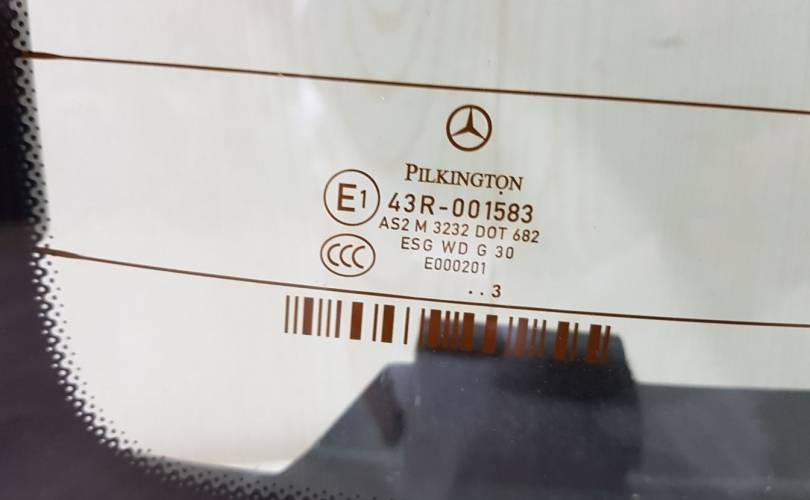 PILKINGTON
E1 43R-001583
AS2 M 3232 DOT 682
CCC ESG WD G 30
E000201
..3